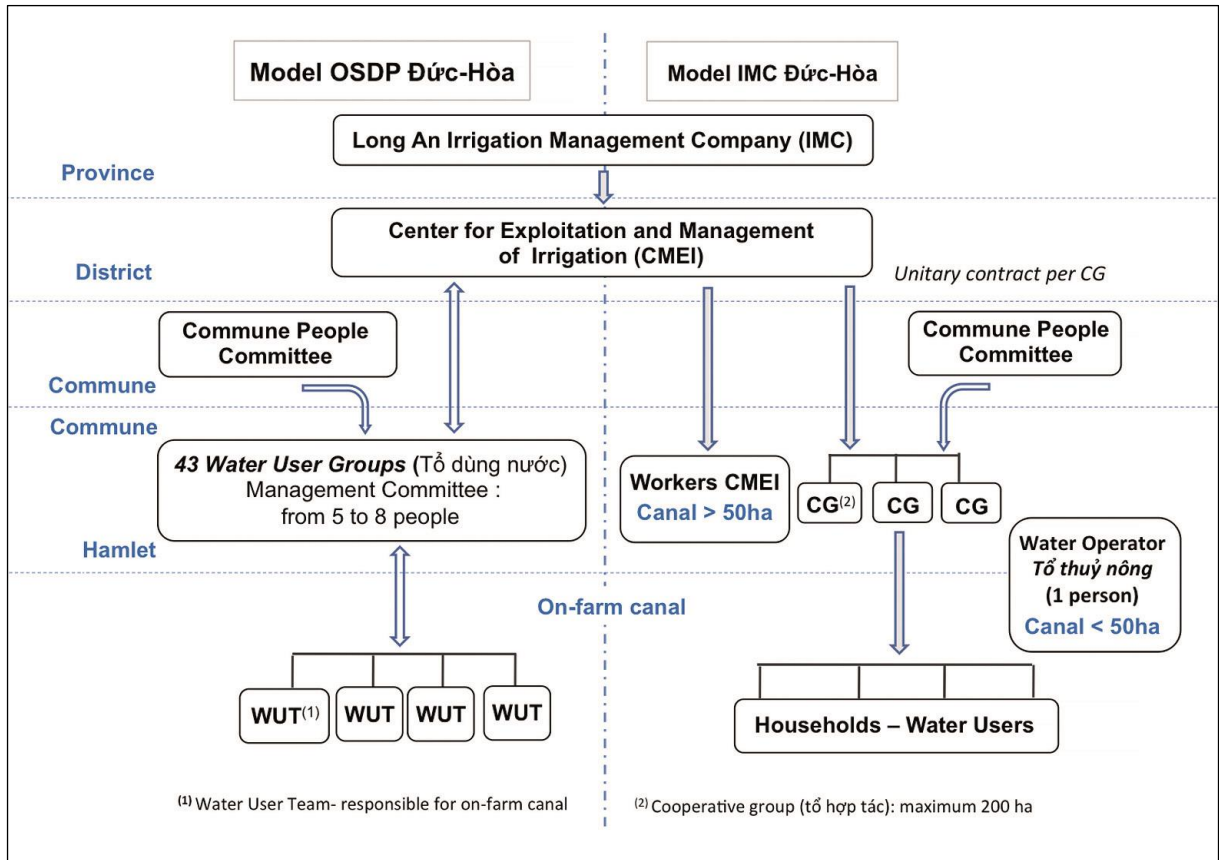 Model OSDP Đức-Hòa
Model IMC Đức-Hòa
Long An Irrigation Management Company (IMC)
Province
Center for Exploitation and Management
of Irrigation (CMEI)
District
Unitary contract per CG
Commune People
Committee
Commune People
Committee
Commune
Commune
43 Water User Groups (Tổ dùng nước)
Management Committee :
from 5 to 8 people
Workers CMEI
Canal > 50ha
CG(2)
CG
CG
Hamlet
Water Operator
Tổ thuỷ nông
(1 person)
Canal < 50ha
On-farm canal
WUT(1)
WUT
WUT
WUT
Households – Water Users
(1) Water User Team- responsible for on-farm canal
(2) Cooperative group (tổ hợp tác): maximum 200 ha